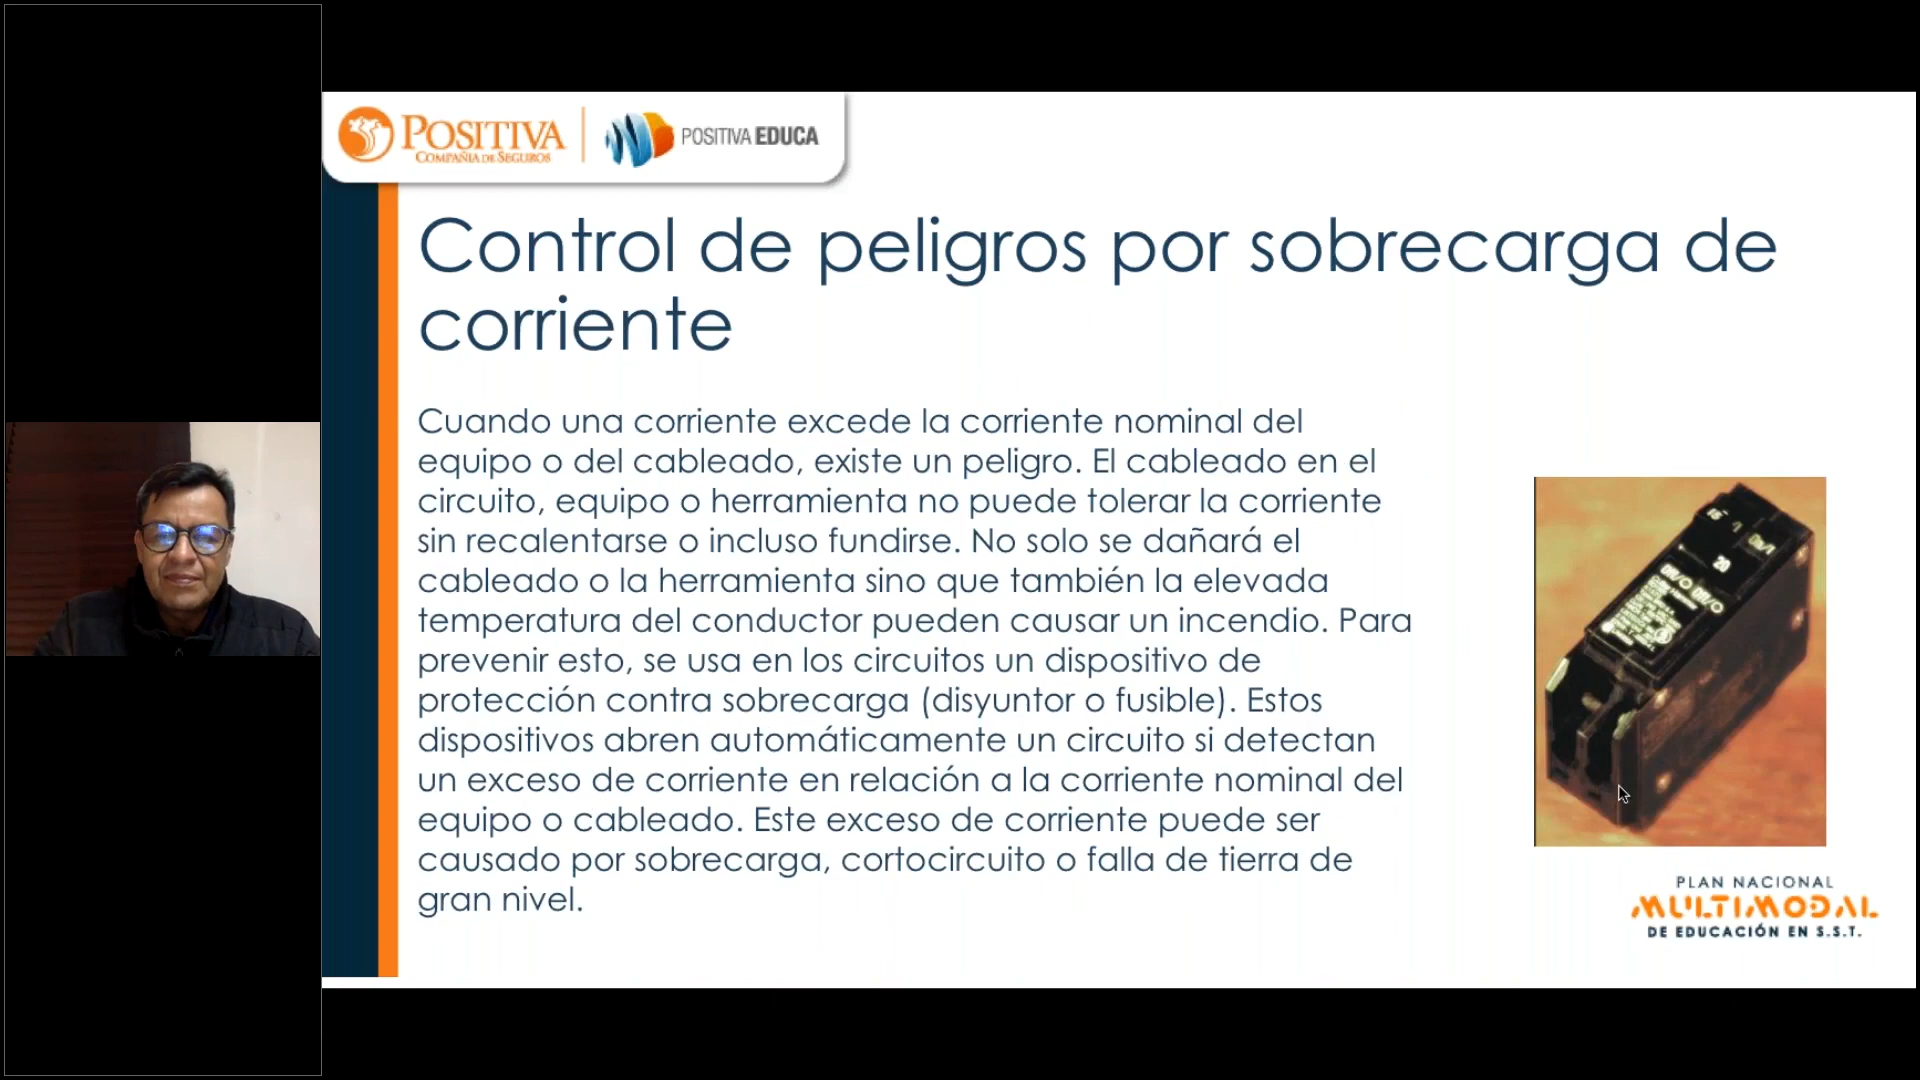 POSITIVA
COMPAÑIA DE SEGUROS
POSITIVA EDUCA
Control de peligros por sobrecarga de
corriente
Cuando una corriente excede la corriente nominal del
equipo o del cableado, existe un peligro. El cableado en el
circuito, equipo o herramienta no puede tolerar la corriente
sin recalentarse o incluso fundirse. No solo se dañará el
cableado o la herramienta sino que también la elevada
temperatura del conductor pueden causar un incendio. Para
prevenir esto, se usa en los circuitos un dispositivo de
protección contra sobrecarga (disyuntor o fusible). Estos
dispositivos abren automáticamente un circuito si detectan
un exceso de corriente en relación a la corriente nominal del
equipo o cableado. Este exceso de corriente puede ser
causado por sobrecarga, cortocircuito o falla de tierra de
gran nivel.
15
20
PLAN NACIONAL
MULTIMODAL
DE EDUCACIÓN EN S.S.T.